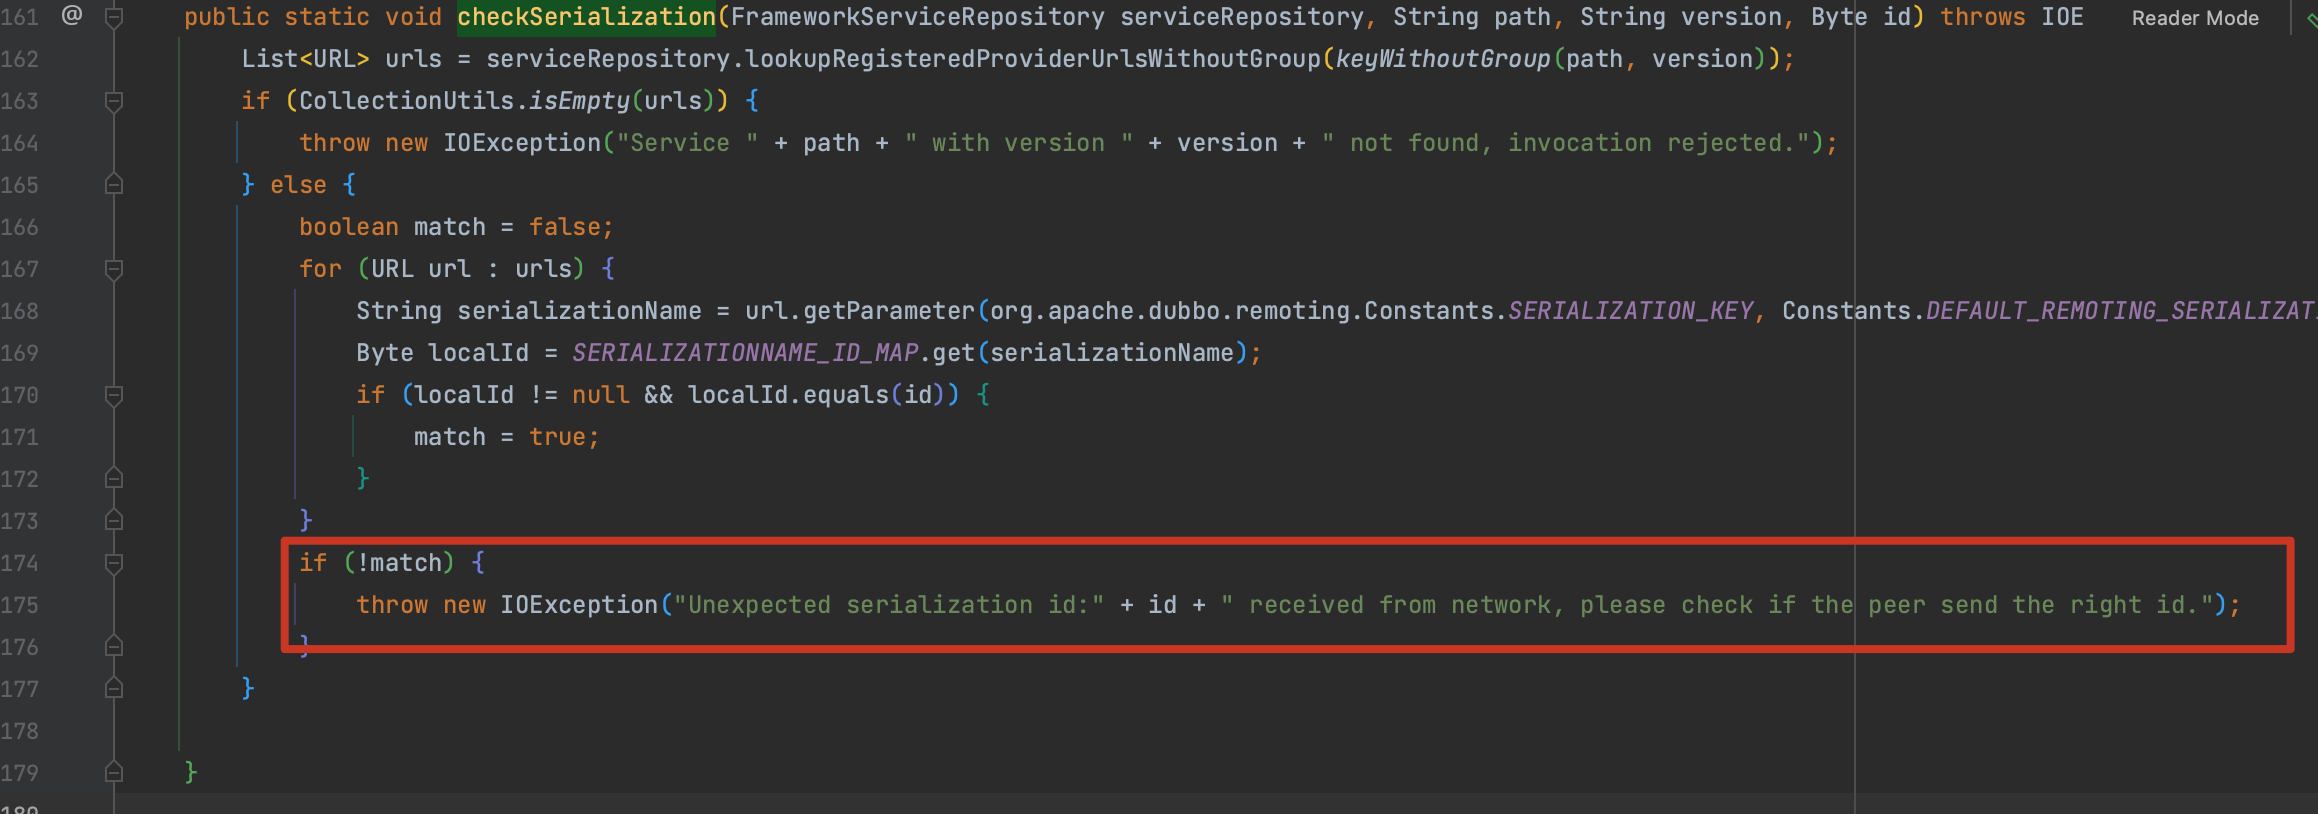 161 @ public static void checkSerialization(FrameworkServiceRepository serviceRepository, String path, String version, Byte id) throws IOE Reader Mode
162 List<URL> urls = serviceRepository.lookupRegisteredProviderUrlsWithoutGroup(keyWithoutGroup(path, version));
163 if (CollectionUtils.isEmpty(urls)) {
164 throw new IOException("Service " + path + " with version " + version + " not found, invocation rejected.");
165 } else {
166 boolean match = false;
167 for (URL url : urls) {
168 String serializationName = url.getParameter(org.apache.dubbo.remoting.Constants.SERIALIZATION_KEY, Constants.DEFAULT_REMOTING_SERIALIZATI
169 Byte localId = SERIALIZATIONNAME_ID_MAP.get(serializationName);
170 if (localId != null && localId.equals(id)) {
171 match = true;
172 }
173 }
174 if (!match) {
175 throw new IOException("Unexpected serialization id:" + id + " received from network, please check if the peer send the right id.");
176 }
177 }
178
179 }
180